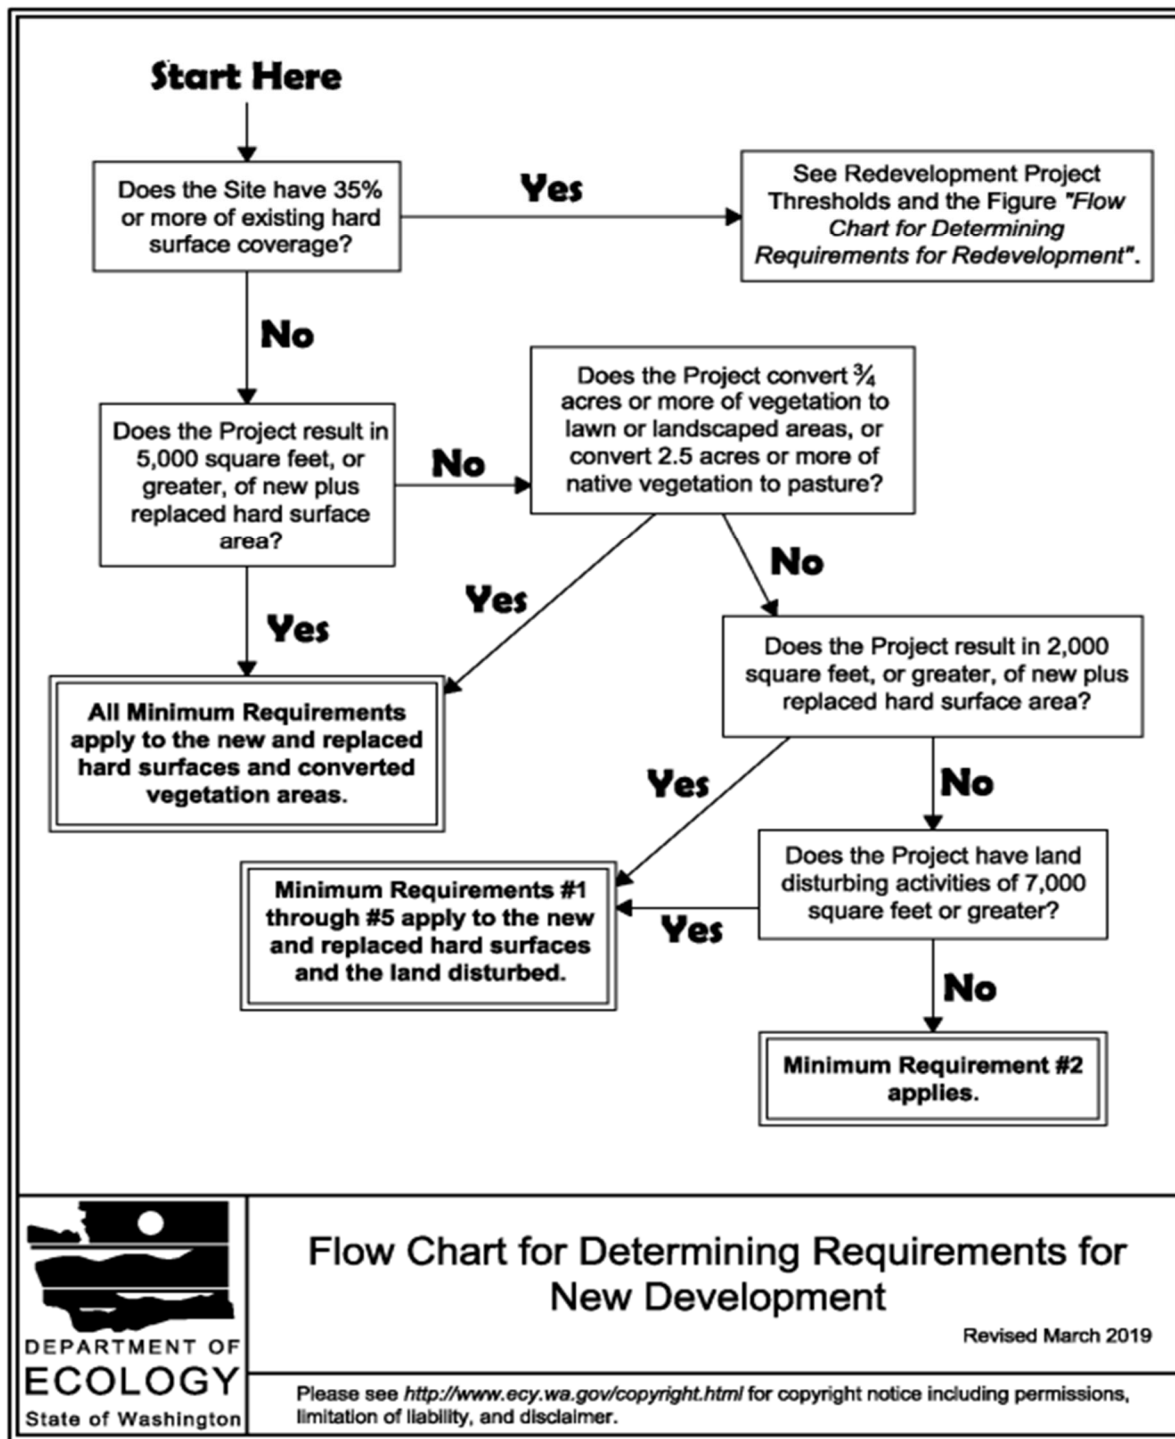 Start Here
Does the Site have 35%
or more of existing hard
surface coverage?
Yes
See Redevelopment Project
Thresholds and the Figure "Flow
Chart for Determining
Requirements for Redevelopment".
No
Does the Project convert ¾
acres or more of vegetation to
lawn or landscaped areas, or
convert 2.5 acres or more of
native vegetation to pasture?
Does the Project result in
5,000 square feet, or
greater, of new plus
replaced hard surface
area?
No
No
Yes
Yes
Does the Project result in 2,000
square feet, or greater, of new plus
replaced hard surface area?
All Minimum Requirements
apply to the new and replaced
hard surfaces and converted
vegetation areas.
Yes
No
Does the Project have land
disturbing activities of 7,000
square feet or greater?
Minimum Requirements #1
through #5 apply to the new
and replaced hard surfaces
and the land disturbed.
Yes
No
Minimum Requirement #2
applies.
DEPARTMENT OF
ECOLOGY
State of Washington
Flow Chart for Determining Requirements for
New Development
Revised March 2019
Please see http://www.ecy.wa.gov/copyright.html for copyright notice including permissions,
limitation of liability, and disclaimer.